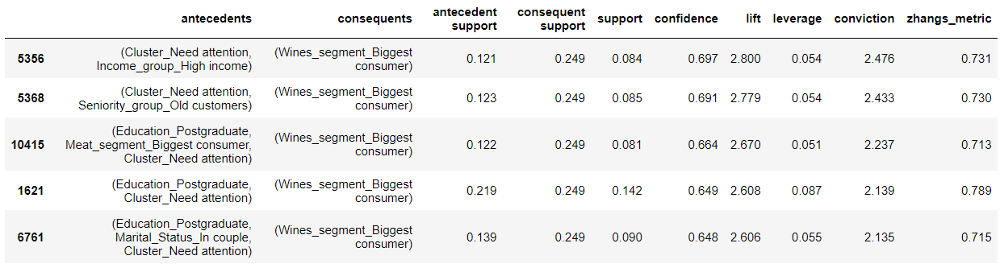 antecedents consequents antecedent support consequent support support confidence lift leverage conviction zhangs_metric
5356 (Cluster_Need attention, Income_group_High income) (Wines_segment_Biggest consumer) 0.121 0.249 0.084 0.697 2.800 0.054 2.476 0.731
5368 (Cluster_Need attention, Seniority_group_Old customers) (Wines_segment_Biggest consumer) 0.123 0.249 0.085 0.691 2.779 0.054 2.433 0.730
10415 (Education_Postgraduate, Meat_segment_Biggest consumer, Cluster_Need attention) (Wines_segment_Biggest consumer) 0.122 0.249 0.081 0.664 2.670 0.051 2.237 0.713
1621 (Education_Postgraduate, Cluster_Need attention) (Wines_segment_Biggest consumer) 0.219 0.249 0.142 0.649 2.608 0.087 2.139 0.789
6761 (Education_Postgraduate, Marital_Status_In couple, Cluster_Need attention) (Wines_segment_Biggest consumer) 0.139 0.249 0.090 0.648 2.606 0.055 2.135 0.715